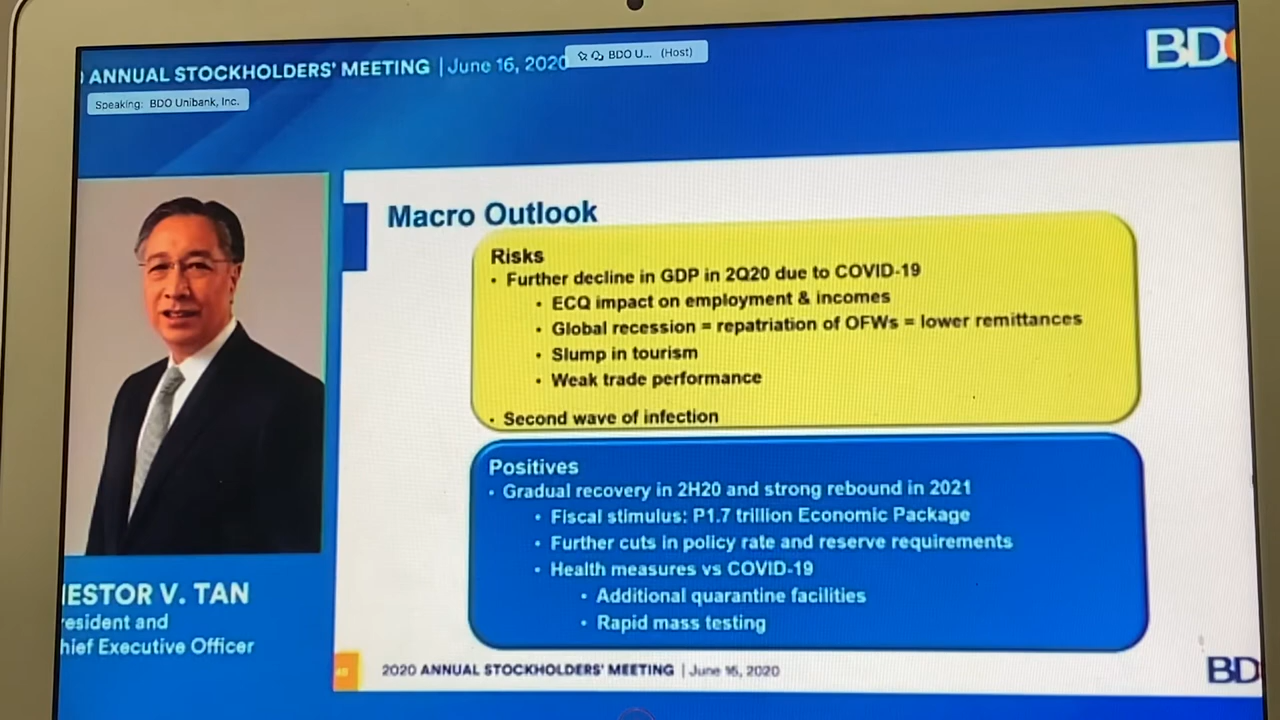 ANNUAL STOCKHOLDERS' MEETING | June 16, 2020
BDO U... (Host)
BD
Speaking: BDO Unibank, Inc.
Macro Outlook
Risks
• Further decline in GDP in 2Q20 due to COVID-19
• ECQ impact on employment & incomes
• Global recession = repatriation of OFWs = lower remittances
• Slump in tourism
• Weak trade performance
• Second wave of infection
Positives
• Gradual recovery in 2H20 and strong rebound in 2021
• Fiscal stimulus: P1.7 trillion Economic Package
• Further cuts in policy rate and reserve requirements
• Health measures vs COVID-19
• Additional quarantine facilities
• Rapid mass testing
ESTOR V. TAN
esident and
hief Executive Officer
2020 ANNUAL STOCKHOLDERS' MEETING | June 16, 2020
BD